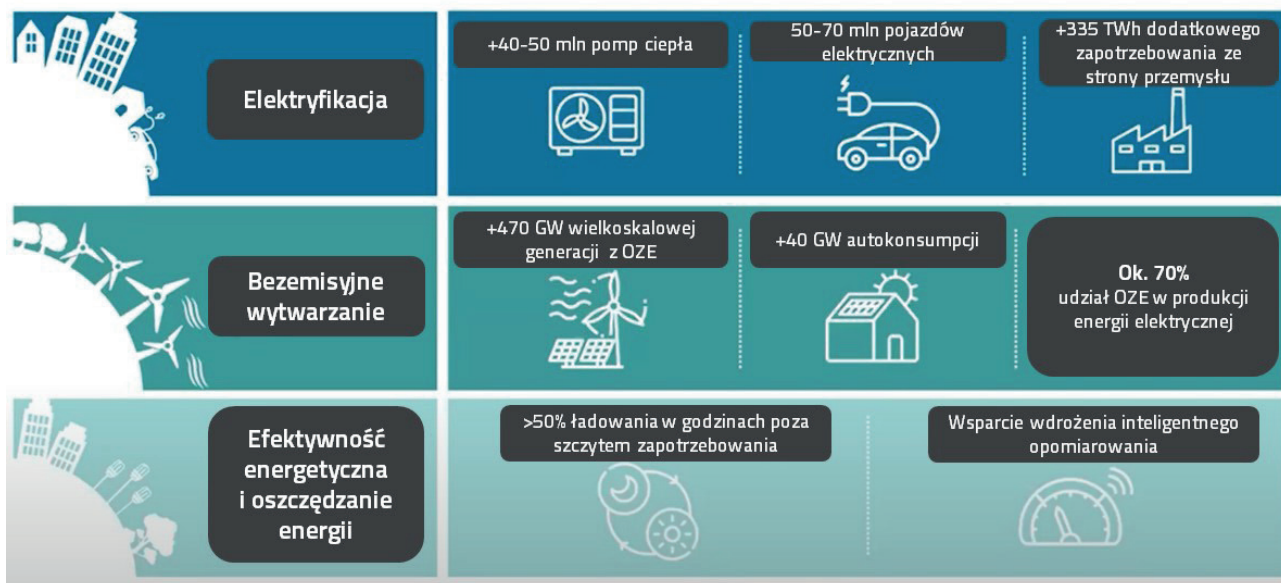 Elektryfikacja
+40-50 mln pomp ciepła
50-70 mln pojazdów
elektrycznych
+335 TWh dodatkowego
zapotrzebowania ze
strony przemysłu
Bezemisyjne
wytwarzanie
+470 GW wielkoskalowej
generacji z OZE
+40 GW autokonsumpcji
Ok. 70%
udział OZE w produkcji
energii elektrycznej
Efektywność
energetyczna
i oszczędzanie
energii
>50% ładowania w godzinach poza
szczytem zapotrzebowania
Wsparcie wdrożenia inteligentnego
opomiarowania